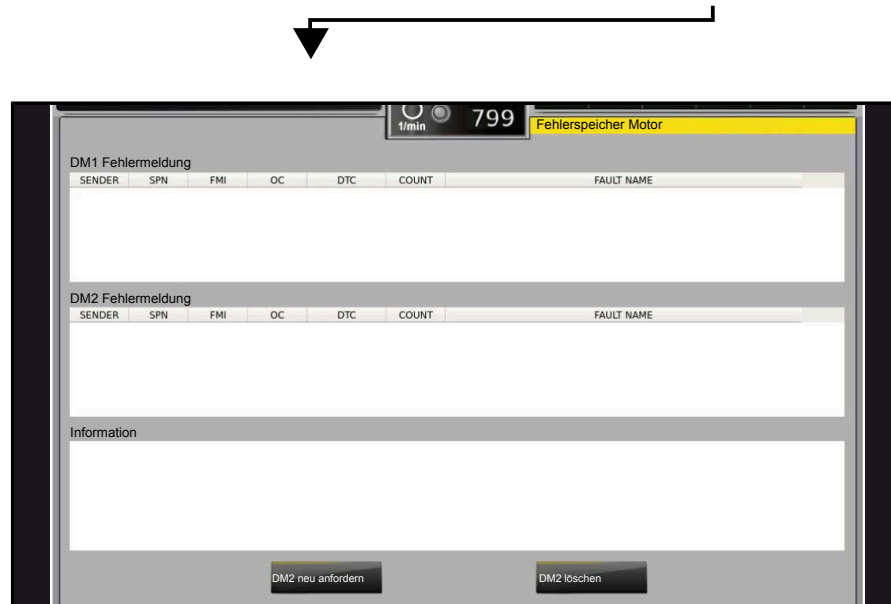 799
1/min
Fehlerspeicher Motor
DM1 Fehlermeldung
SENDER SPN FMI OC DTC COUNT FAULT NAME
DM2 Fehlermeldung
SENDER SPN FMI OC DTC COUNT FAULT NAME
Information
DM2 neu anfordern DM2 löschen